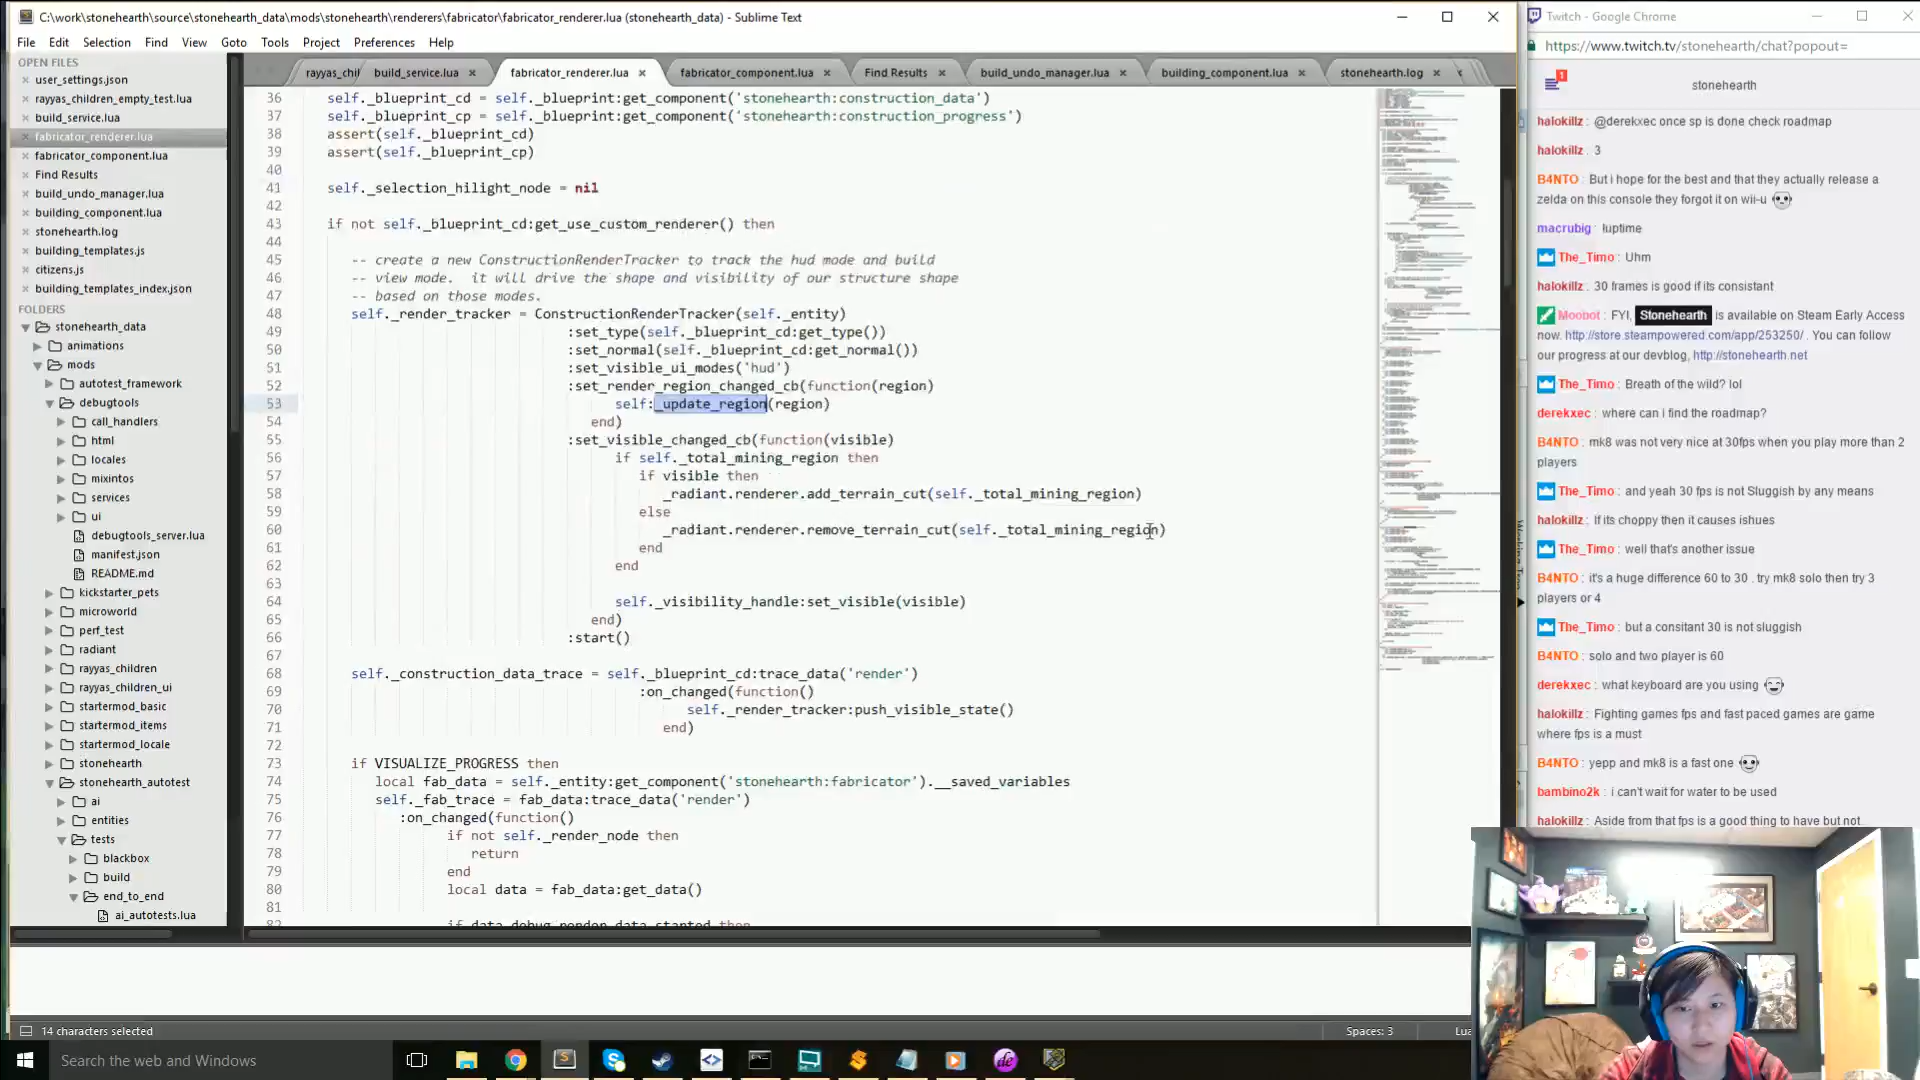 C:\work\stonehearth\source\stonehearth_data\mods\stonehearth\renderers\fabricator\fabricator_renderer.lua (stonehearth_data) - Sublime Text
File Edit Selection Find View Goto Tools Project Preferences Help
OPEN FILES
user_settings.json
rayyas_children_empty_test.lua
build_service.lua
fabricator_renderer.lua
fabricator_component.lua
Find Results
build_undo_manager.lua
building_component.lua
stonehearth.log
building_templates.js
citizens.js
building_templates_index.json
FOLDERS
stonehearth_data
animations
mods
autotest_framework
debugtools
call_handlers
html
locales
mixintos
services
ui
debugtools_server.lua
manifest.json
README.md
kickstarter_pets
microworld
perf_test
radiant
rayyas_children
rayyas_children_ui
startermod_basic
startermod_items
startermod_locale
stonehearth
stonehearth_autotest
ai
entities
tests
blackbox
build
end_to_end
ai_autotests.lua
rayyas_chil build_service.lua fabricator_renderer.lua fabricator_component.lua Find Results build_undo_manager.lua building_component.lua stonehearth.log
36 self._blueprint_cd = self._blueprint:get_component('stonehearth:construction_data')
37 self._blueprint_cp = self._blueprint:get_component('stonehearth:construction_progress')
38 assert(self._blueprint_cd)
39 assert(self._blueprint_cp)
40
41 self._selection_hilight_node = nil
42
43 if not self._blueprint_cd:get_use_custom_renderer() then
44
45 -- create a new ConstructionRenderTracker to track the hud mode and build
46 -- view mode.  it will drive the shape and visibility of our structure shape
47 -- based on those modes.
48 self._render_tracker = ConstructionRenderTracker(self._entity)
49 :set_type(self._blueprint_cd:get_type())
50 :set_normal(self._blueprint_cd:get_normal())
51 :set_visible_ui_modes('hud')
52 :set_render_region_changed_cb(function(region)
53 self:_update_region(region)
54 end)
55 :set_visible_changed_cb(function(visible)
56 if self._total_mining_region then
57 if visible then
58 _radiant.renderer.add_terrain_cut(self._total_mining_region)
59 else
60 _radiant.renderer.remove_terrain_cut(self._total_mining_region)
61 end
62 end
63
64 self._visibility_handle:set_visible(visible)
65 end)
66 :start()
67
68 self._construction_data_trace = self._blueprint_cd:trace_data('render')
69 :on_changed(function()
70 self._render_tracker:push_visible_state()
71 end)
72
73 if VISUALIZE_PROGRESS then
74 local fab_data = self._entity:get_component('stonehearth:fabricator').__saved_variables
75 self._fab_trace = fab_data:trace_data('render')
76 :on_changed(function()
77 if not self._render_node then
78 return
79 end
80 local data = fab_data:get_data()
81
if data.debug_render_data_started then
14 characters selected
Spaces: 3
Lua
Search the web and Windows
Twitch - Google Chrome
https://www.twitch.tv/stonehearth/chat?popout=
1
stonehearth
halokillz : @derekxec once sp is done check roadmap
halokillz : 3
B4NTO : But i hope for the best and that they actually release a
zelda on this console they forgot it on wii-u
macrubig : !uptime
The_Timo : Uhm
halokillz : 30 frames is good if its consistant
Moobot : FYI, Stonehearth is available on Steam Early Access
now. http://store.steampowered.com/app/253250/ . You can follow
our progress at our devblog, http://stonehearth.net
The_Timo : Breath of the wild? lol
derekxec : where can i find the roadmap?
B4NTO : mk8 was not very nice at 30fps when you play more than 2
players
The_Timo : and yeah 30 fps is not Sluggish by any means
halokillz : If its choppy then it causes ishues
The_Timo : well that's another issue
B4NTO : it's a huge difference 60 to 30 . try mk8 solo then try 3
players or 4
The_Timo : but a consitant 30 is not sluggish
B4NTO : solo and two player is 60
derekxec : what keyboard are you using
halokillz : Fighting games fps and fast paced games are game
where fps is a must
B4NTO : yepp and mk8 is a fast one
bambino2k : i can't wait for water to be used
halokillz : Aside from that fps is a good thing to have but not